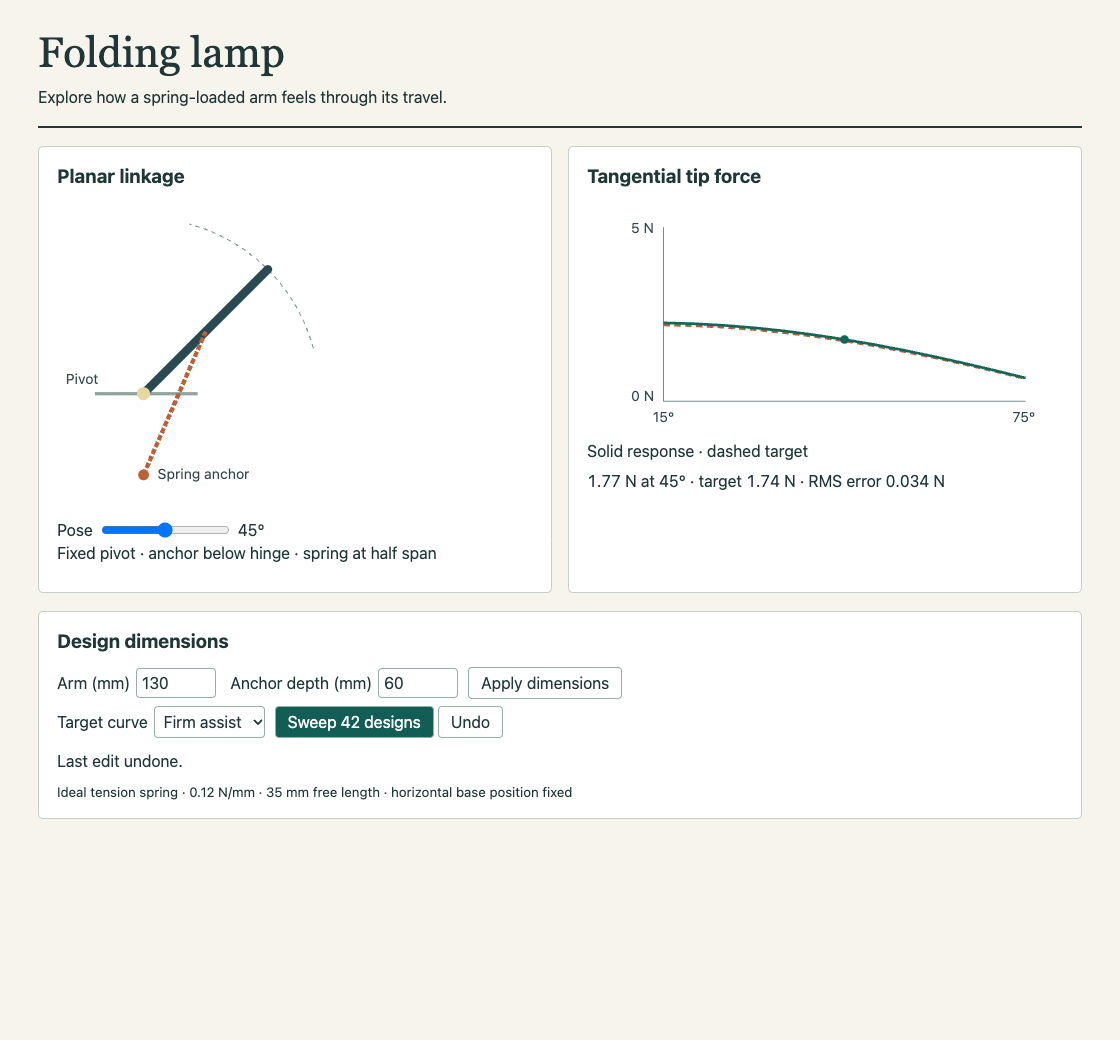 Folding lamp
Explore how a spring-loaded arm feels through its travel.
Planar linkage
Pivot
Spring anchor
Pose 45°
Fixed pivot · anchor below hinge · spring at half span
Tangential tip force
5 N
0 N
15° 75°
Solid response · dashed target
1.77 N at 45° · target 1.74 N · RMS error 0.034 N
Design dimensions
Arm (mm) 130 Anchor depth (mm) 60 Apply dimensions
Target curve Firm assist Sweep 42 designs Undo
Last edit undone.
Ideal tension spring · 0.12 N/mm · 35 mm free length · horizontal base position fixed